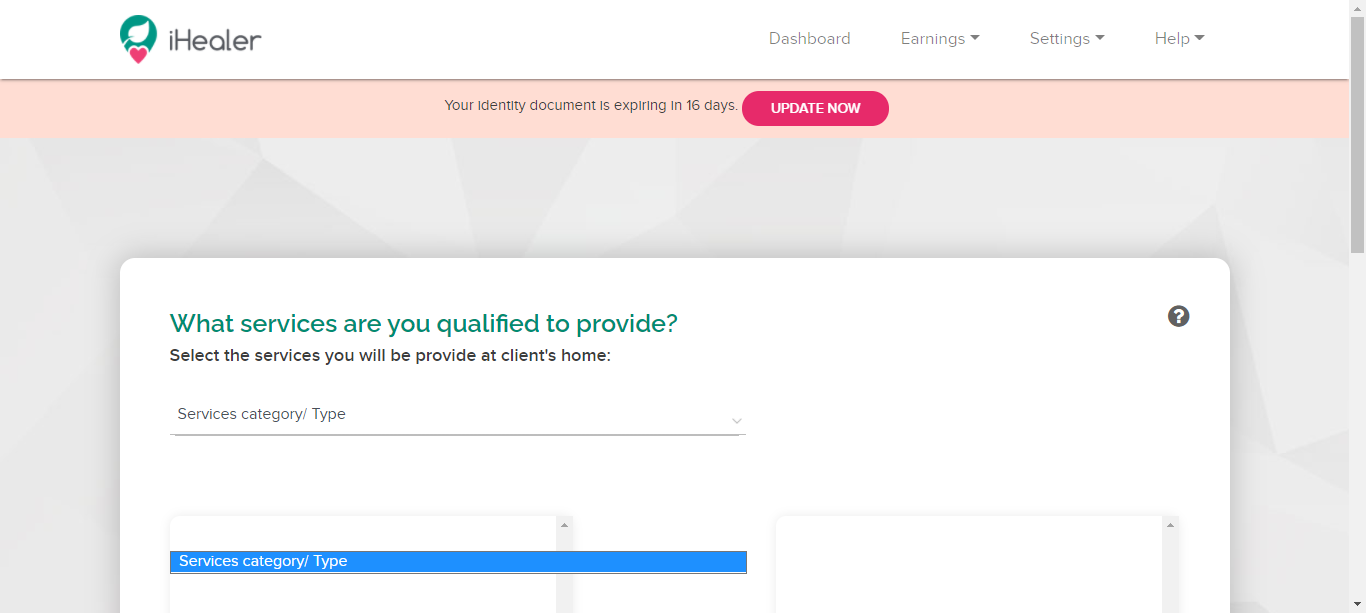 iHealer
Dashboard Earnings Settings Help
Your identity document is expiring in 16 days. UPDATE NOW
What services are you qualified to provide?
Select the services you will be provide at client's home:
Services category/ Type
Services category/ Type